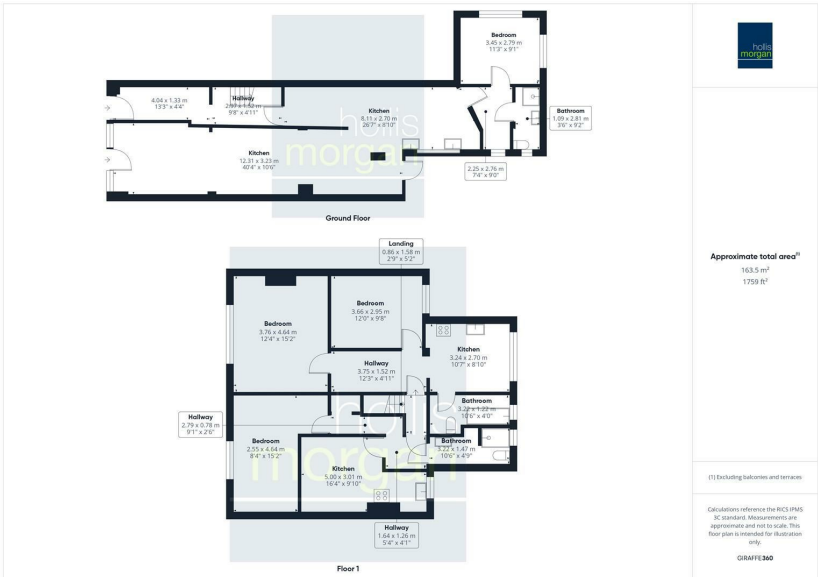 Bedroom
3.45 x 2.79 m
11'3" x 9'1"
4.04 x 1.33 m
13'3" x 4'4"
Hallway
9'8" x 4'11"
Kitchen
8.11 x 2.70 m
26'7" x 8'10"
Bathroom
1.09 x 2.81 m
3'6" x 9'2"
Kitchen
12.31 x 3.23 m
40'4" x 10'6"
2.25 x 2.76 m
7'4" x 9'0"
hollis
morgan
Ground Floor
Landing
0.86 x 1.58 m
2'9" x 5'2"
Bedroom
3.76 x 4.64 m
12'4" x 15'2"
Bedroom
3.66 x 2.95 m
12'0" x 9'8"
Kitchen
3.24 x 2.70 m
10'7" x 8'10"
Hallway
3.75 x 1.52 m
12'3" x 4'11"
Bathroom
3.22 x 1.22 m
10'6" x 4'0"
Hallway
2.79 x 0.78 m
9'1" x 2'6"
Bedroom
2.55 x 4.64 m
8'4" x 15'2"
Bathroom
3.22 x 1.47 m
10'6" x 4'9"
Kitchen
5.00 x 3.01 m
16'4" x 9'10"
Hallway
1.64 x 1.26 m
5'4" x 4'1"
hollis
morgan
Floor 1
hollis
morgan
Approximate total area(1)
163.5 m²
1759 ft²
(1) Excluding balconies and terraces
Calculations reference the RICS IPMS
3C standard. Measurements are
approximate and not to scale. This
floor plan is intended for illustration
only.
GIRAFFE360